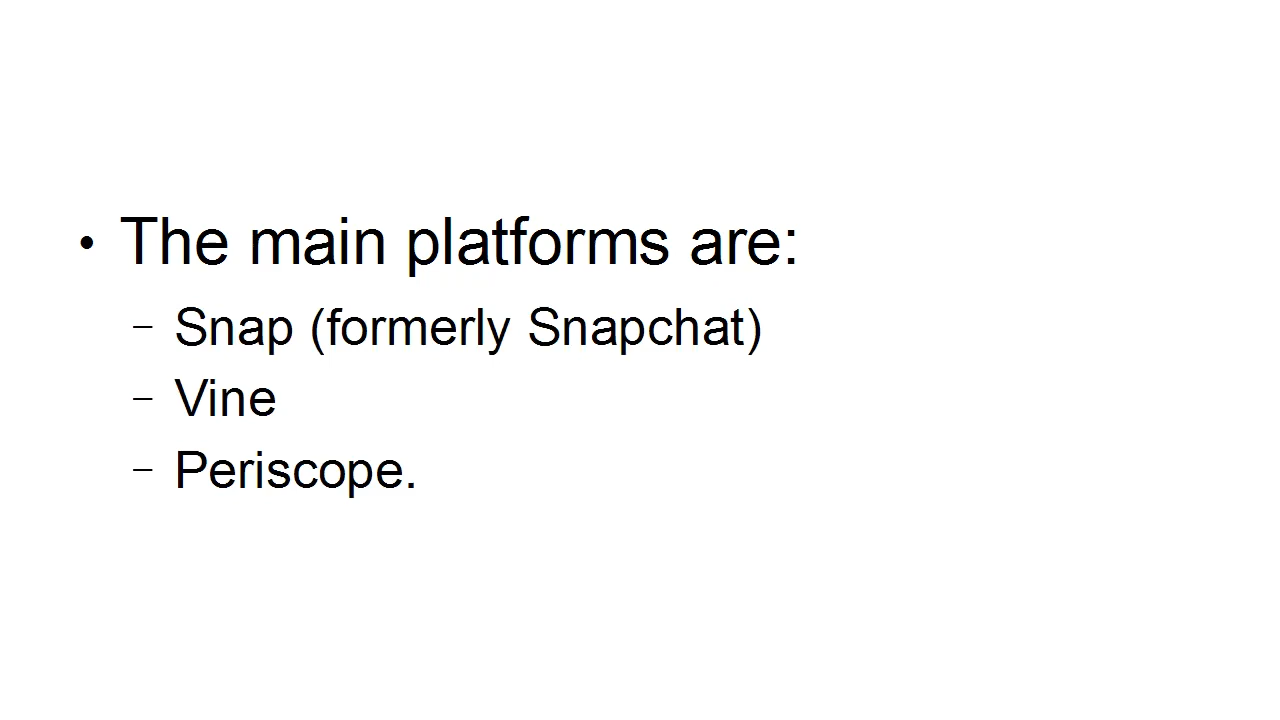 • The main platforms are:
– Snap (formerly Snapchat)
– Vine
– Periscope.